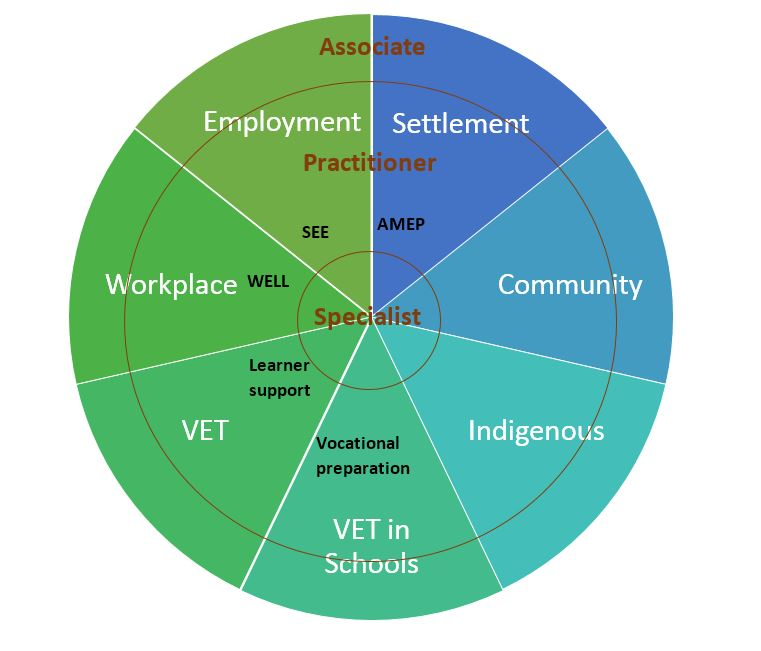 Associate
Employment
Settlement
Practitioner
SEE
AMEP
Workplace
WELL
Community
Specialist
Learner
support
VET
Indigenous
Vocational
preparation
VET in
Schools